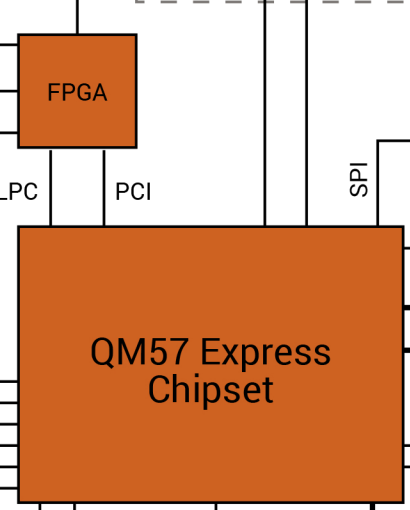 FPGA
LPC
PCI
SPI
QM57 Express
Chipset